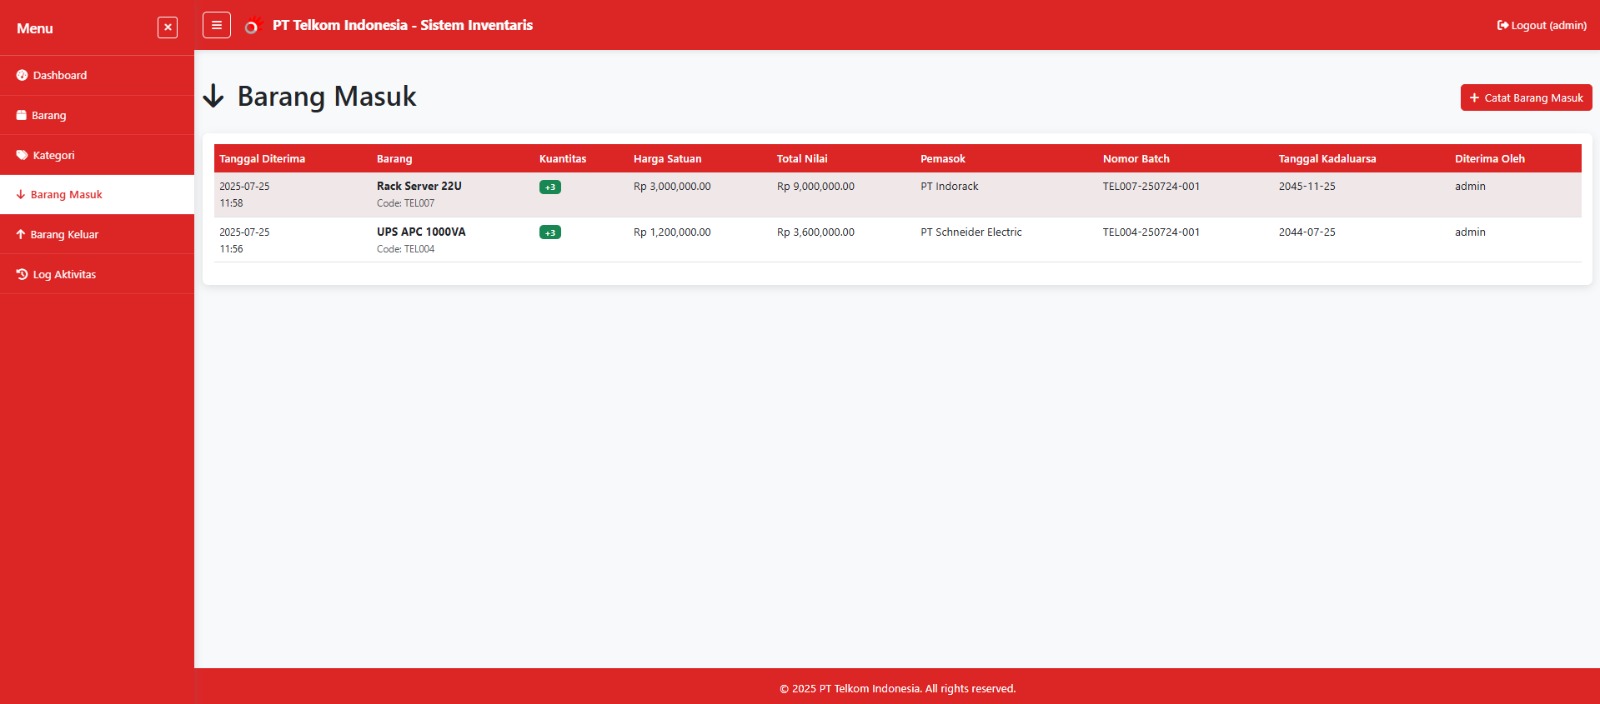 Menu
PT Telkom Indonesia - Sistem Inventaris
Logout (admin)
Dashboard
Barang
Kategori
Barang Masuk
Barang Keluar
Log Aktivitas
Barang Masuk
+ Catat Barang Masuk
Tanggal Diterima Barang Kuantitas Harga Satuan Total Nilai Pemasok Nomor Batch Tanggal Kadaluarsa Diterima Oleh
2025-07-25 Rack Server 22U +3 Rp 3,000,000.00 Rp 9,000,000.00 PT Indorack TEL007-250724-001 2045-11-25 admin
11:58 Code: TEL007
2025-07-25 UPS APC 1000VA +3 Rp 1,200,000.00 Rp 3,600,000.00 PT Schneider Electric TEL004-250724-001 2044-07-25 admin
11:56 Code: TEL004
© 2025 PT Telkom Indonesia. All rights reserved.